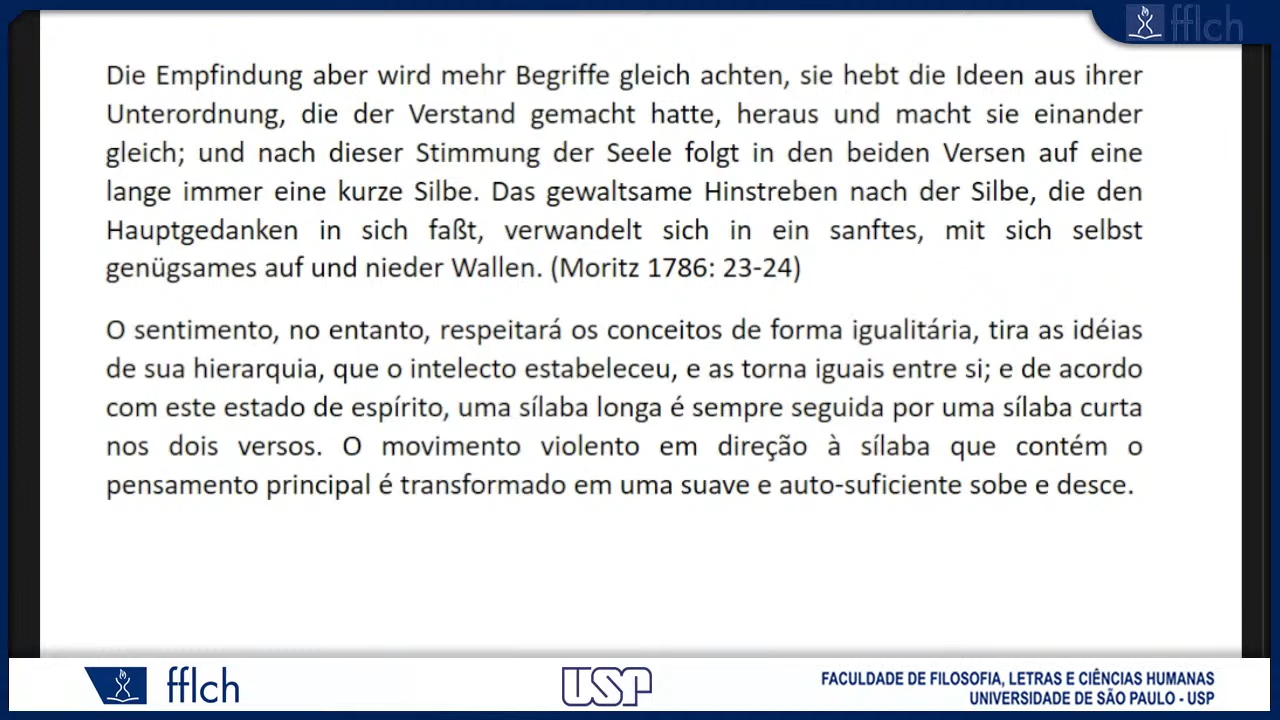 fflch
Die Empfindung aber wird mehr Begriffe gleich achten, sie hebt die Ideen aus ihrer
Unterordnung, die der Verstand gemacht hatte, heraus und macht sie einander
gleich; und nach dieser Stimmung der Seele folgt in den beiden Versen auf eine
lange immer eine kurze Silbe. Das gewaltsame Hinstreben nach der Silbe, die den
Hauptgedanken in sich faßt, verwandelt sich in ein sanftes, mit sich selbst
genügsames auf und nieder Wallen. (Moritz 1786: 23-24)
O sentimento, no entanto, respeitará os conceitos de forma igualitária, tira as idéias
de sua hierarquia, que o intelecto estabeleceu, e as torna iguais entre si; e de acordo
com este estado de espírito, uma sílaba longa é sempre seguida por uma sílaba curta
nos dois versos. O movimento violento em direção à sílaba que contém o
pensamento principal é transformado em uma suave e auto-suficiente sobe e desce.
fflch
USP
FACULDADE DE FILOSOFIA, LETRAS E CIÊNCIAS HUMANAS
UNIVERSIDADE DE SÃO PAULO - USP